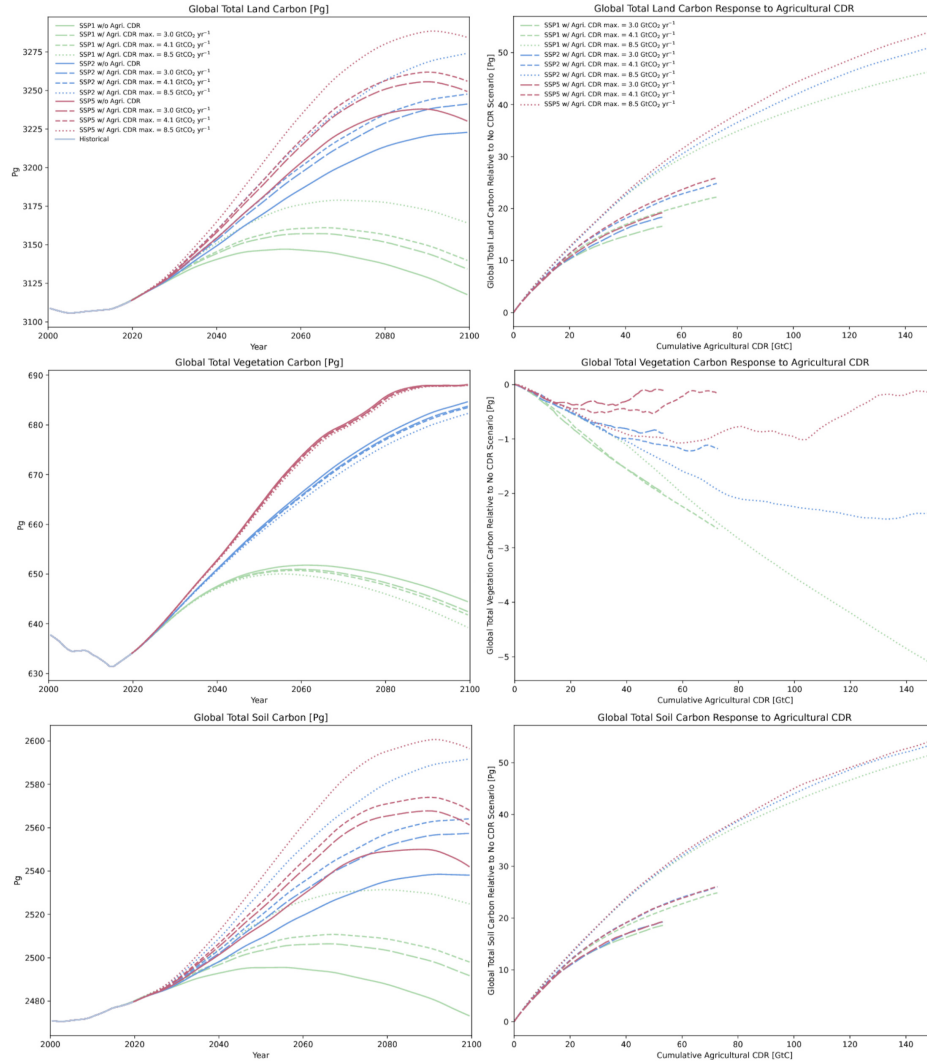 Global Total Land Carbon [Pg]
SSP1 w/o Agri. CDR
SSP1 w/ Agri. CDR max. = 3.0 GtCO₂ yr⁻¹
SSP1 w/ Agri. CDR max. = 4.1 GtCO₂ yr⁻¹
SSP1 w/ Agri. CDR max. = 8.5 GtCO₂ yr⁻¹
SSP2 w/o Agri. CDR
SSP2 w/ Agri. CDR max. = 3.0 GtCO₂ yr⁻¹
SSP2 w/ Agri. CDR max. = 4.1 GtCO₂ yr⁻¹
SSP2 w/ Agri. CDR max. = 8.5 GtCO₂ yr⁻¹
SSP5 w/o Agri. CDR
SSP5 w/ Agri. CDR max. = 3.0 GtCO₂ yr⁻¹
SSP5 w/ Agri. CDR max. = 4.1 GtCO₂ yr⁻¹
SSP5 w/ Agri. CDR max. = 8.5 GtCO₂ yr⁻¹
Historical
3275
3250
3225
3200
3175
3150
3125
3100
Pg
2000 2020 2040 2060 2080 2100
Year
Global Total Land Carbon Response to Agricultural CDR
SSP1 w/ Agri. CDR max. = 3.0 GtCO₂ yr⁻¹
SSP1 w/ Agri. CDR max. = 4.1 GtCO₂ yr⁻¹
SSP1 w/ Agri. CDR max. = 8.5 GtCO₂ yr⁻¹
SSP2 w/ Agri. CDR max. = 3.0 GtCO₂ yr⁻¹
SSP2 w/ Agri. CDR max. = 4.1 GtCO₂ yr⁻¹
SSP2 w/ Agri. CDR max. = 8.5 GtCO₂ yr⁻¹
SSP5 w/ Agri. CDR max. = 3.0 GtCO₂ yr⁻¹
SSP5 w/ Agri. CDR max. = 4.1 GtCO₂ yr⁻¹
SSP5 w/ Agri. CDR max. = 8.5 GtCO₂ yr⁻¹
50
40
30
20
10
0
Global Total Land Carbon Relative to No CDR Scenario [Pg]
0 20 40 60 80 100 120 140
Cumulative Agricultural CDR [GtC]
Global Total Vegetation Carbon [Pg]
690
680
670
660
650
640
630
Pg
2000 2020 2040 2060 2080 2100
Year
Global Total Vegetation Carbon Response to Agricultural CDR
0
−1
−2
−3
−4
−5
Global Total Vegetation Carbon Relative to No CDR Scenario [Pg]
0 20 40 60 80 100 120 140
Cumulative Agricultural CDR [GtC]
Global Total Soil Carbon [Pg]
2600
2580
2560
2540
2520
2500
2480
Pg
2000 2020 2040 2060 2080 2100
Year
Global Total Soil Carbon Response to Agricultural CDR
50
40
30
20
10
0
Global Total Soil Carbon Relative to No CDR Scenario [Pg]
0 20 40 60 80 100 120 140
Cumulative Agricultural CDR [GtC]